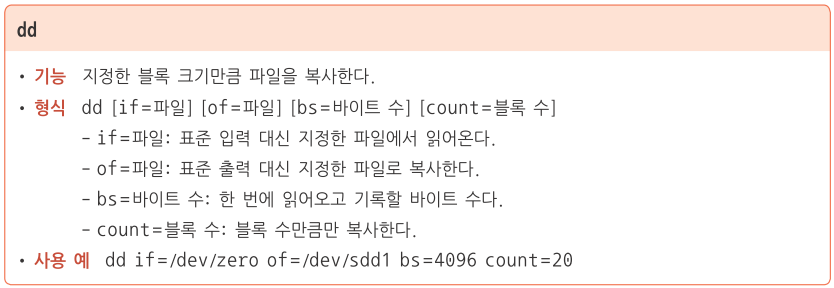 dd
• 기능 지정한 블록 크기만큼 파일을 복사한다.
• 형식 dd [if=파일] [of=파일] [bs=바이트 수] [count=블록 수]
- if=파일: 표준 입력 대신 지정한 파일에서 읽어온다.
- of=파일: 표준 출력 대신 지정한 파일로 복사한다.
- bs=바이트 수: 한 번에 읽어오고 기록할 바이트 수다.
- count=블록 수: 블록 수만큼만 복사한다.
• 사용 예 dd if=/dev/zero of=/dev/sdd1 bs=4096 count=20